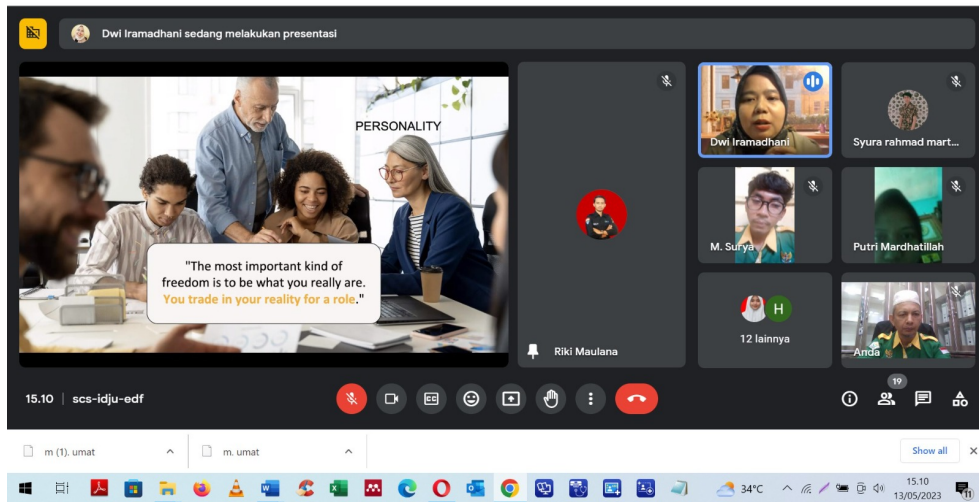 Dwi Iramadhani sedang melakukan presentasi
PERSONALITY
"The most important kind of
freedom is to be what you really are.
You trade in your reality for a role."
Riki Maulana
Dwi Iramadhani
Syura rahmad mart...
M. Surya
Putri Mardhatillah
H
12 lainnya
Anda
15.10 | scs-idju-edf
19
m (1). umat
m. umat
Show all
34°C
15.10
13/05/2023